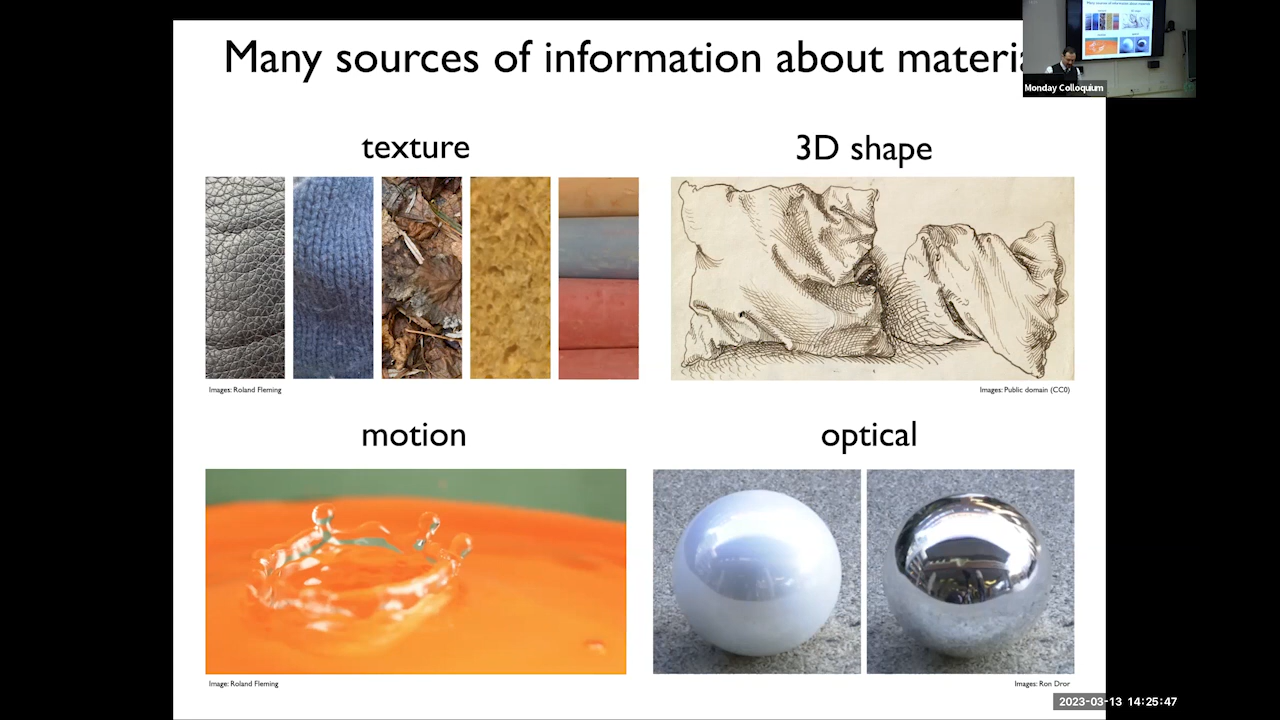 Many sources of information about materia
Monday Colloquium
texture
3D shape
Images: Roland Fleming
Images: Public domain (CC0)
motion
optical
Image: Roland Fleming
Images: Ron Dror
2023-03-13 14:25:47